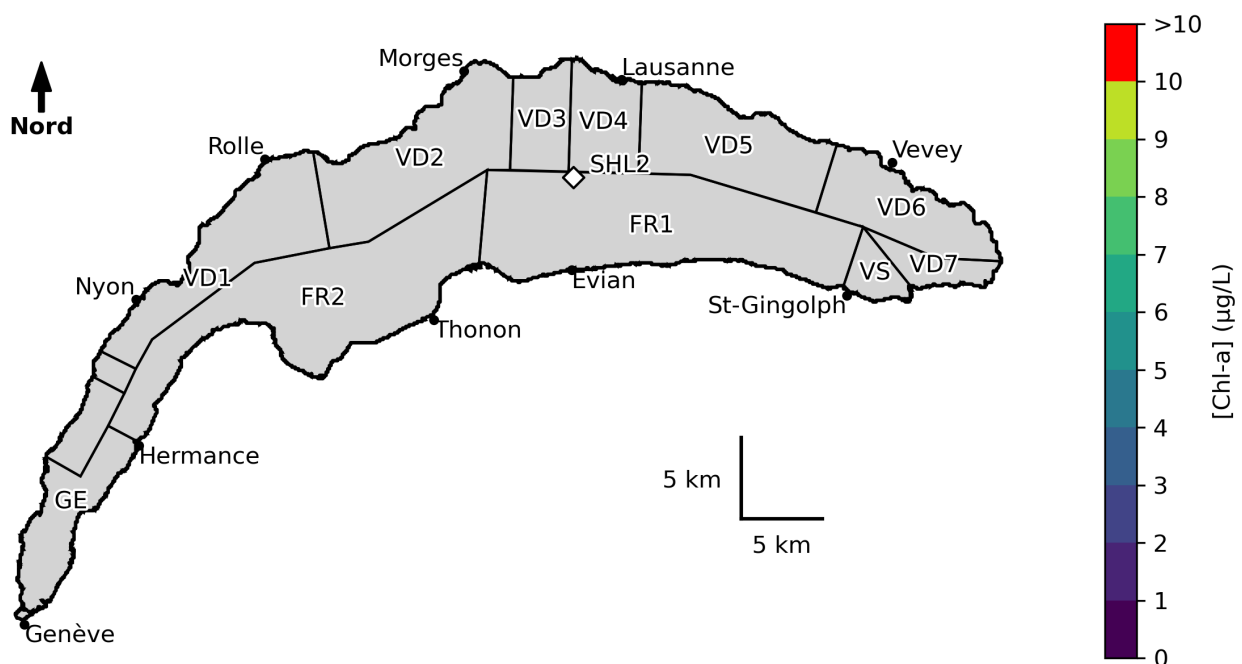 Nord
Morges
Lausanne
Rolle
VD3
VD4
VD2
VD5
Vevey
SHL2
VD6
FR1
Nyon
VD1
FR2
VS
VD7
Evian
St-Gingolph
Thonon
Hermance
GE
Genève
5 km
5 km
>10
10
9
8
7
6
5
4
3
2
1
0
[Chl-a] (µg/L)